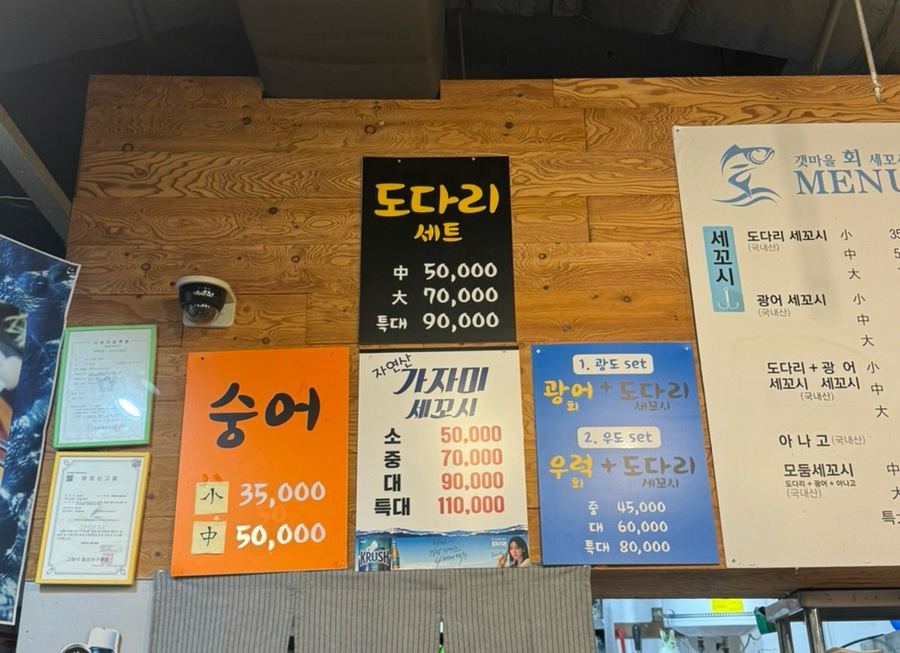 도다리
세트
中 50,000
大 70,000
특대 90,000
숭어
小 35,000
中 50,000
자연산
가자미
세꼬시
소 50,000
중 70,000
대 90,000
특대 110,000
KRUSH
1. 광도 set
광어 + 도다리
회 세꼬시
2. 우도 set
우럭 + 도다리
회 세꼬시
중 45,000
대 60,000
특대 80,000
갯마을 회 세꼬시
MENU
세꼬시
도다리 세꼬시 小 35
(국내산)
中 5
大
광어 세꼬시 小
(국내산)
中
大
도다리 + 광어 小
세꼬시 세꼬시 中
(국내산)
大
아나고(국내산)
모둠세꼬시 中
도다리 + 광어 + 아나고
(국내산)
大
특대